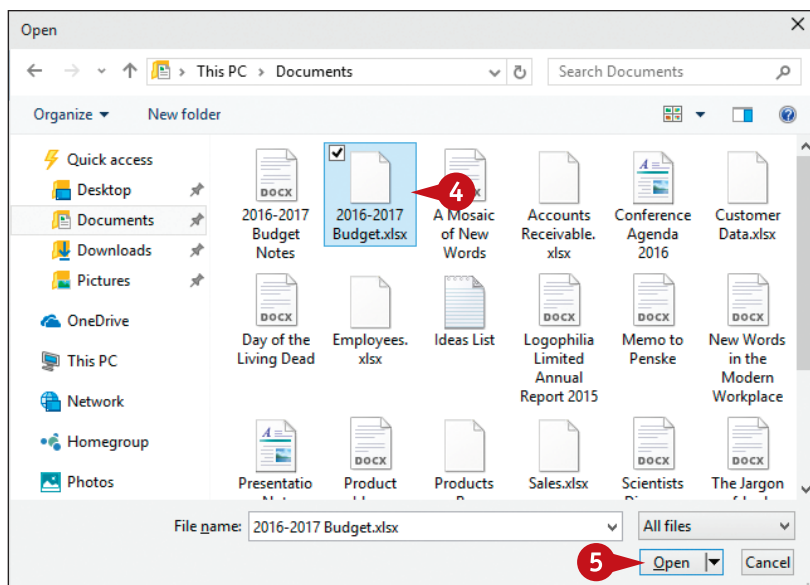 Open
This PC > Documents
Search Documents
Organize
New folder
Quick access
Desktop
Documents
Downloads
Pictures
OneDrive
This PC
Network
Homegroup
Photos
DOCX
2016-2017
Budget
Notes
2016-2017
Budget.xlsx
4
A Mosaic
of New
Words
Accounts
Receivable.
xlsx
A
Conference
Agenda
2016
Customer
Data.xlsx
DOCX
Day of the
Living Dead
Employees.
xlsx
Ideas List
DOCX
Logophilia
Limited
Annual
Report 2015
DOCX
Memo to
Penske
DOCX
New Words
in the
Modern
Workplace
A
Presentatio
DOCX
Product
Products
Sales.xlsx
DOCX
Scientists
DOCX
The Jargon
File name: 2016-2017 Budget.xlsx
All files
5
Open
Cancel